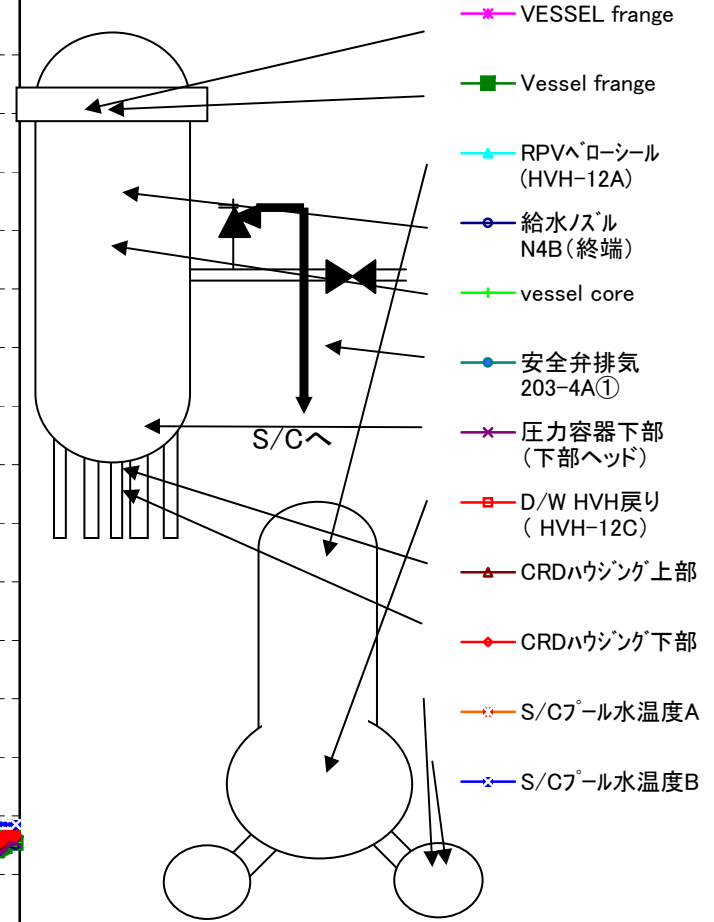 VESSEL frange
Vessel frange
RPVﾍﾞﾛｰｼｰﾙ
(HVH-12A)
給水ﾉｽﾞﾙ
N4B(終端)
vessel core
安全弁排気
203-4A①
圧力容器下部
(下部ヘッド)
D/W HVH戻り
( HVH-12C)
CRDﾊｳｼﾞﾝｸﾞ上部
CRDﾊｳｼﾞﾝｸﾞ下部
S/Cﾌﾟｰﾙ水温度A
S/Cﾌﾟｰﾙ水温度B
S/Cへ